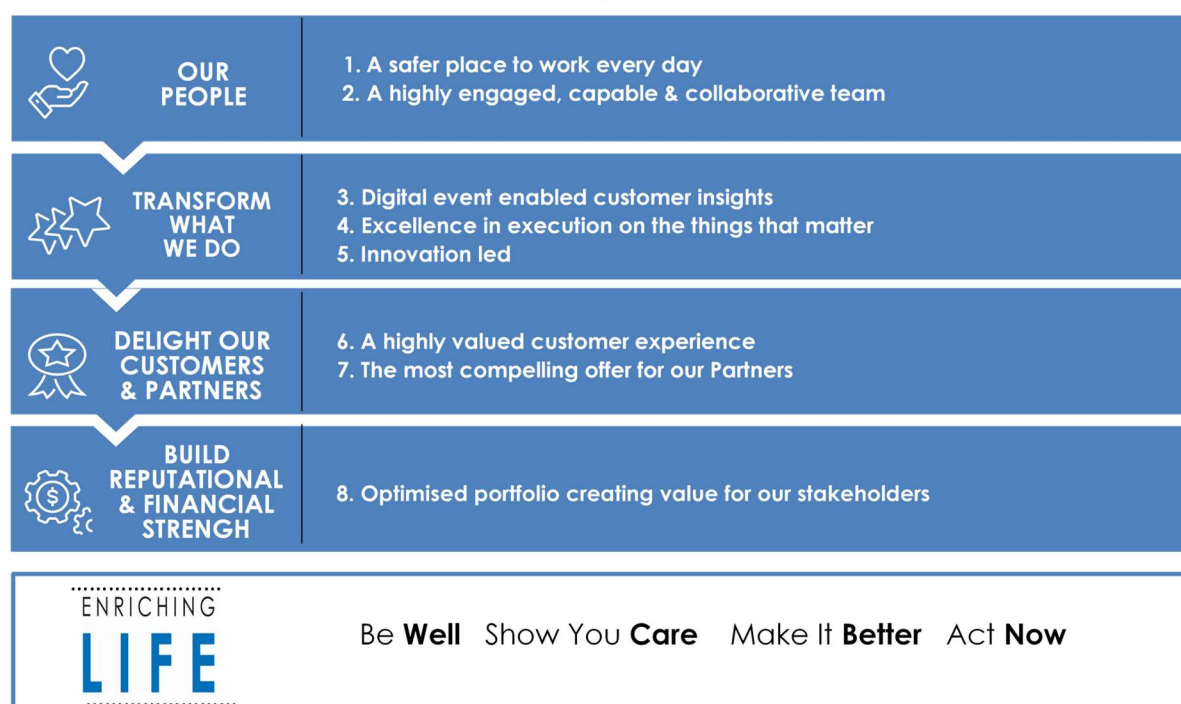 OUR
PEOPLE
1. A safer place to work every day
2. A highly engaged, capable & collaborative team
TRANSFORM
WHAT
WE DO
3. Digital event enabled customer insights
4. Excellence in execution on the things that matter
5. Innovation led
DELIGHT OUR
CUSTOMERS
& PARTNERS
6. A highly valued customer experience
7. The most compelling offer for our Partners
BUILD
REPUTATIONAL
& FINANCIAL
STRENGH
8. Optimised portfolio creating value for our stakeholders
$
ENRICHING
LIFE
Be Well Show You Care Make It Better Act Now